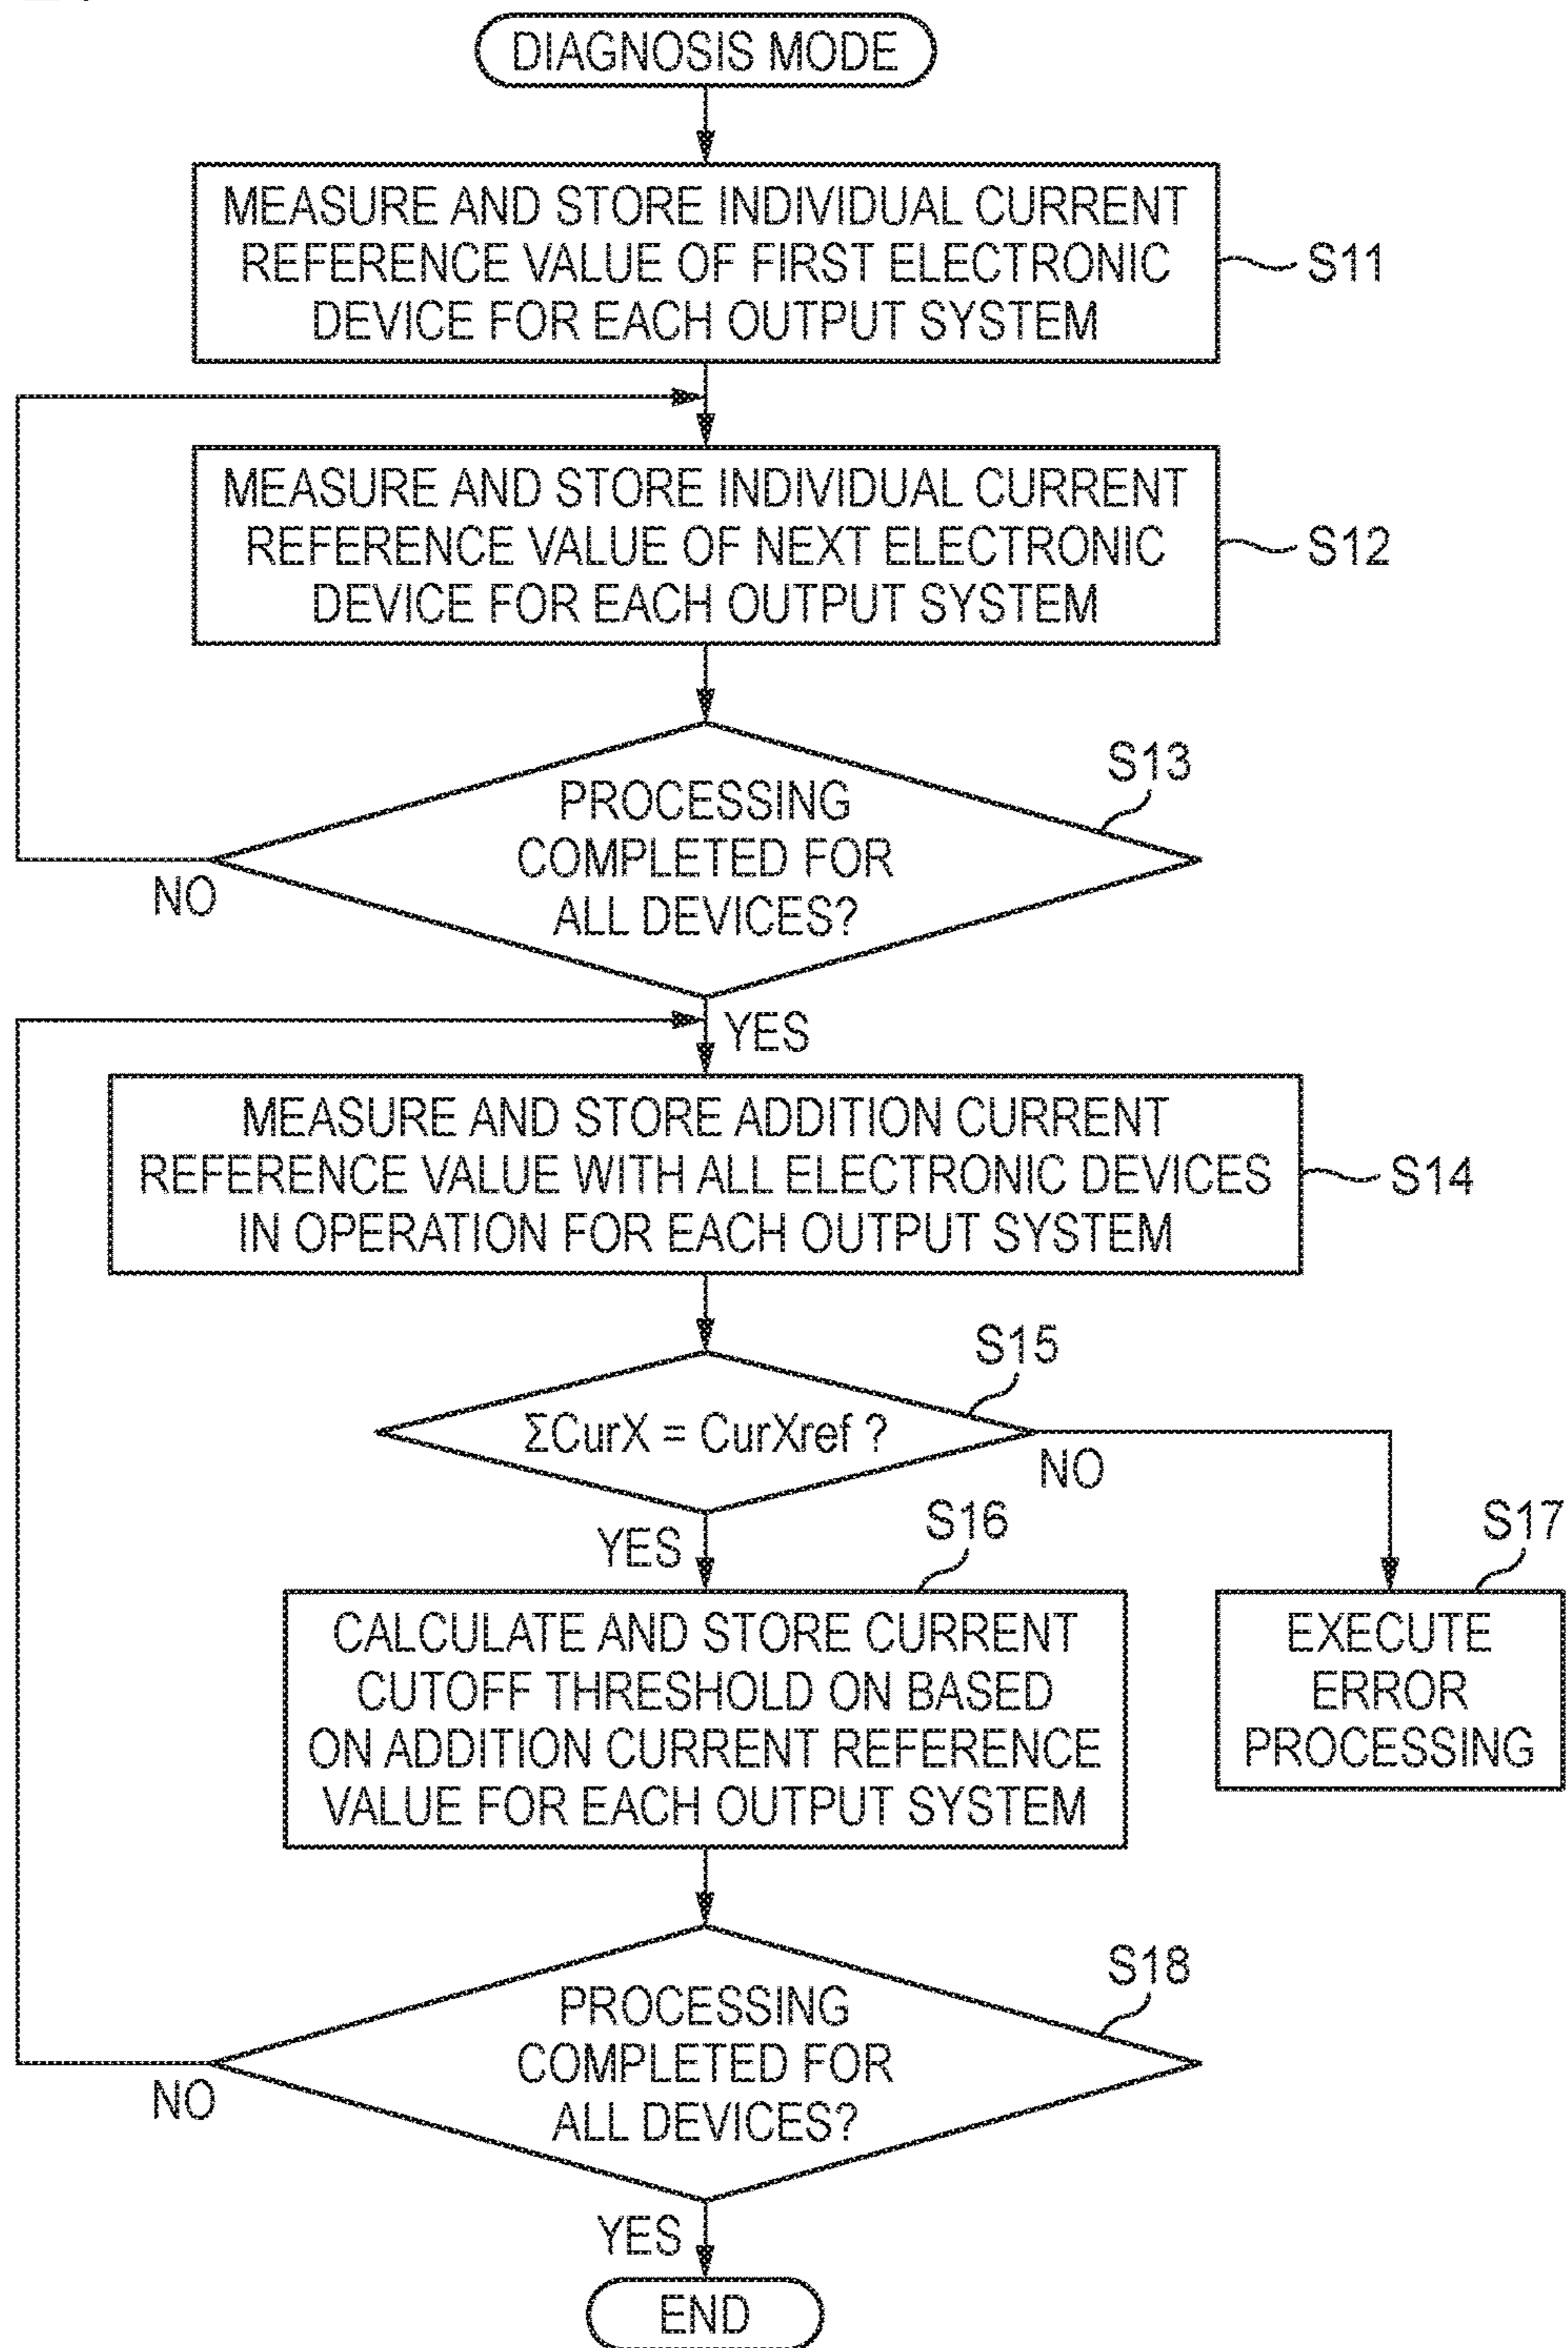 DIAGNOSIS MODE
MEASURE AND STORE INDIVIDUAL CURRENT
REFERENCE VALUE OF FIRST ELECTRONIC
DEVICE FOR EACH OUTPUT SYSTEM
S11
MEASURE AND STORE INDIVIDUAL CURRENT
REFERENCE VALUE OF NEXT ELECTRONIC
DEVICE FOR EACH OUTPUT SYSTEM
S12
S13
PROCESSING
COMPLETED FOR
ALL DEVICES?
NO
YES
MEASURE AND STORE ADDITION CURRENT
REFERENCE VALUE WITH ALL ELECTRONIC DEVICES
IN OPERATION FOR EACH OUTPUT SYSTEM
S14
S15
ΣCurX = CurXref ?
NO
YES
S16
S17
CALCULATE AND STORE CURRENT
CUTOFF THRESHOLD ON BASED
ON ADDITION CURRENT REFERENCE
VALUE FOR EACH OUTPUT SYSTEM
EXECUTE
ERROR
PROCESSING
S18
PROCESSING
COMPLETED FOR
ALL DEVICES?
NO
YES
END